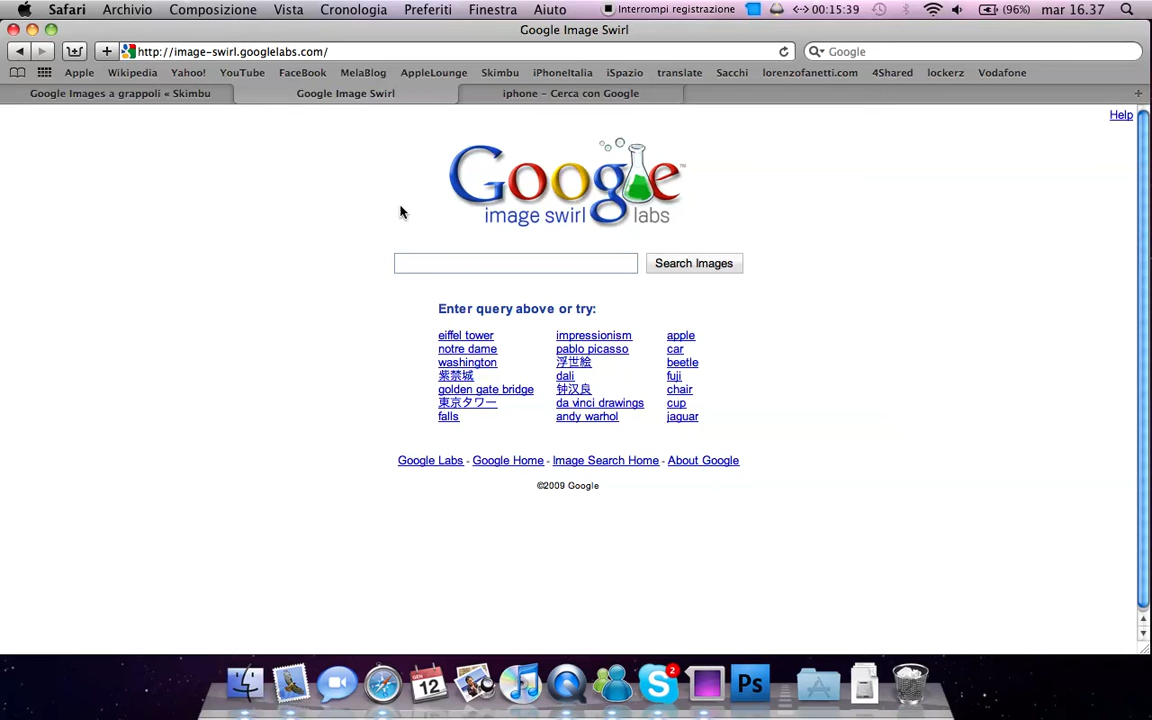 Safari Archivio Composizione Vista Cronologia Preferiti Finestra Aiuto Interrompi registrazione 00:15:39 (96%) mar 16.37
Google Image Swirl
http://image-swirl.googlelabs.com/ Google
Apple Wikipedia Yahoo! YouTube FaceBook MelaBlog AppleLounge Skimbu iPhoneItalia iSpazio translate Sacchi lorenzofanetti.com 4Shared lockerz Vodafone
Google Images a grappoli « Skimbu Google Image Swirl iphone - Cerca con Google
Help
Google™
image swirl labs
Search Images
Enter query above or try:
eiffel tower impressionism apple
notre dame pablo picasso car
washington 浮世絵 beetle
紫禁城 dali fuji
golden gate bridge 钟汉良 chair
東京タワー da vinci drawings cup
falls andy warhol jaguar
Google Labs - Google Home - Image Search Home - About Google
©2009 Google
GEN
12
2
Ps